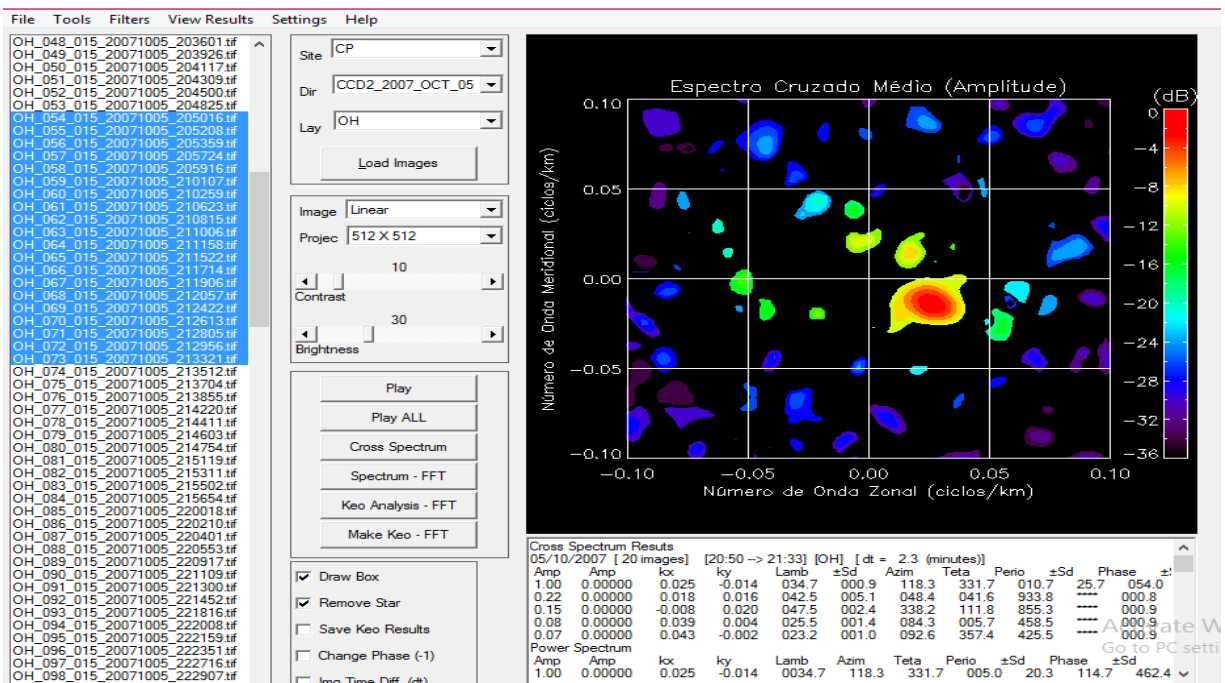 File Tools Filters View Results Settings Help
OH_048_015_20071005_203601.tif
OH_049_015_20071005_203926.tif
OH_050_015_20071005_204117.tif
OH_051_015_20071005_204309.tif
OH_052_015_20071005_204500.tif
OH_053_015_20071005_204825.tif
OH_054_015_20071005_205016.tif
OH_055_015_20071005_205208.tif
OH_056_015_20071005_205359.tif
OH_057_015_20071005_205724.tif
OH_058_015_20071005_205916.tif
OH_059_015_20071005_210107.tif
OH_060_015_20071005_210259.tif
OH_061_015_20071005_210623.tif
OH_062_015_20071005_210815.tif
OH_063_015_20071005_211006.tif
OH_064_015_20071005_211158.tif
OH_065_015_20071005_211522.tif
OH_066_015_20071005_211714.tif
OH_067_015_20071005_211906.tif
OH_068_015_20071005_212057.tif
OH_069_015_20071005_212422.tif
OH_070_015_20071005_212613.tif
OH_071_015_20071005_212805.tif
OH_072_015_20071005_212956.tif
OH_073_015_20071005_213321.tif
OH_074_015_20071005_213512.tif
OH_075_015_20071005_213704.tif
OH_076_015_20071005_213855.tif
OH_077_015_20071005_214220.tif
OH_078_015_20071005_214411.tif
OH_079_015_20071005_214603.tif
OH_080_015_20071005_214754.tif
OH_081_015_20071005_215119.tif
OH_082_015_20071005_215311.tif
OH_083_015_20071005_215502.tif
OH_084_015_20071005_215654.tif
OH_085_015_20071005_220018.tif
OH_086_015_20071005_220210.tif
OH_087_015_20071005_220401.tif
OH_088_015_20071005_220553.tif
OH_089_015_20071005_220917.tif
OH_090_015_20071005_221109.tif
OH_091_015_20071005_221300.tif
OH_092_015_20071005_221452.tif
OH_093_015_20071005_221816.tif
OH_094_015_20071005_222008.tif
OH_095_015_20071005_222159.tif
OH_096_015_20071005_222351.tif
OH_097_015_20071005_222716.tif
OH_098_015_20071005_222907.tif
Site CP
Dir CCD2_2007_OCT_05
Lay OH
Load Images
Image Linear
Projec 512 X 512
10
Contrast
30
Brightness
Play
Play ALL
Cross Spectrum
Spectrum - FFT
Keo Analysis - FFT
Make Keo - FFT
Draw Box
Remove Star
Save Keo Results
Change Phase (-1)
Img Time Diff. (dt)
Espectro Cruzado Médio (Amplitude)
(dB)
0.10
0.05
0.00
−0.05
−0.10
Número de Onda Meridional (ciclos/km)
−0.10 −0.05 0.00 0.05 0.10
Número de Onda Zonal (ciclos/km)
0
−4
−8
−12
−16
−20
−24
−28
−32
−36
Cross Spectrum Resuts
05/10/2007 [ 20 images] [20:50 --> 21:33] [OH] [ dt = 2.3 (minutes)]
Amp Amp kx ky Lamb ±Sd Azim Teta Perio ±Sd Phase ±
1.00 0.00000 0.025 -0.014 034.7 000.9 118.3 331.7 010.7 25.7 054.0
0.22 0.00000 0.018 0.016 042.5 005.1 048.4 041.6 933.8 **** 000.8
0.15 0.00000 -0.008 0.020 047.5 002.4 338.2 111.8 855.3 **** 000.9
0.08 0.00000 0.039 0.004 025.5 001.4 084.3 005.7 458.5 **** 000.9
0.07 0.00000 0.043 -0.002 023.2 001.0 092.6 357.4 425.5 **** 000.9
Power Spectrum
Amp Amp kx ky Lamb Azim Teta Perio ±Sd Phase ±Sd
1.00 0.00000 0.025 -0.014 0034.7 118.3 331.7 005.0 20.3 114.7 462.4
Activate W
Go to PC setti